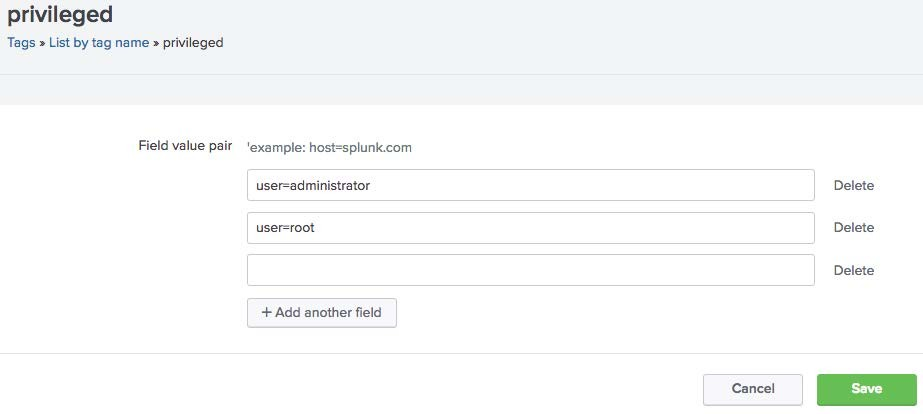 privileged
Tags » List by tag name » privileged
Field value pair 'example: host=splunk.com
user=administrator Delete
user=root Delete
Delete
+ Add another field
Cancel Save